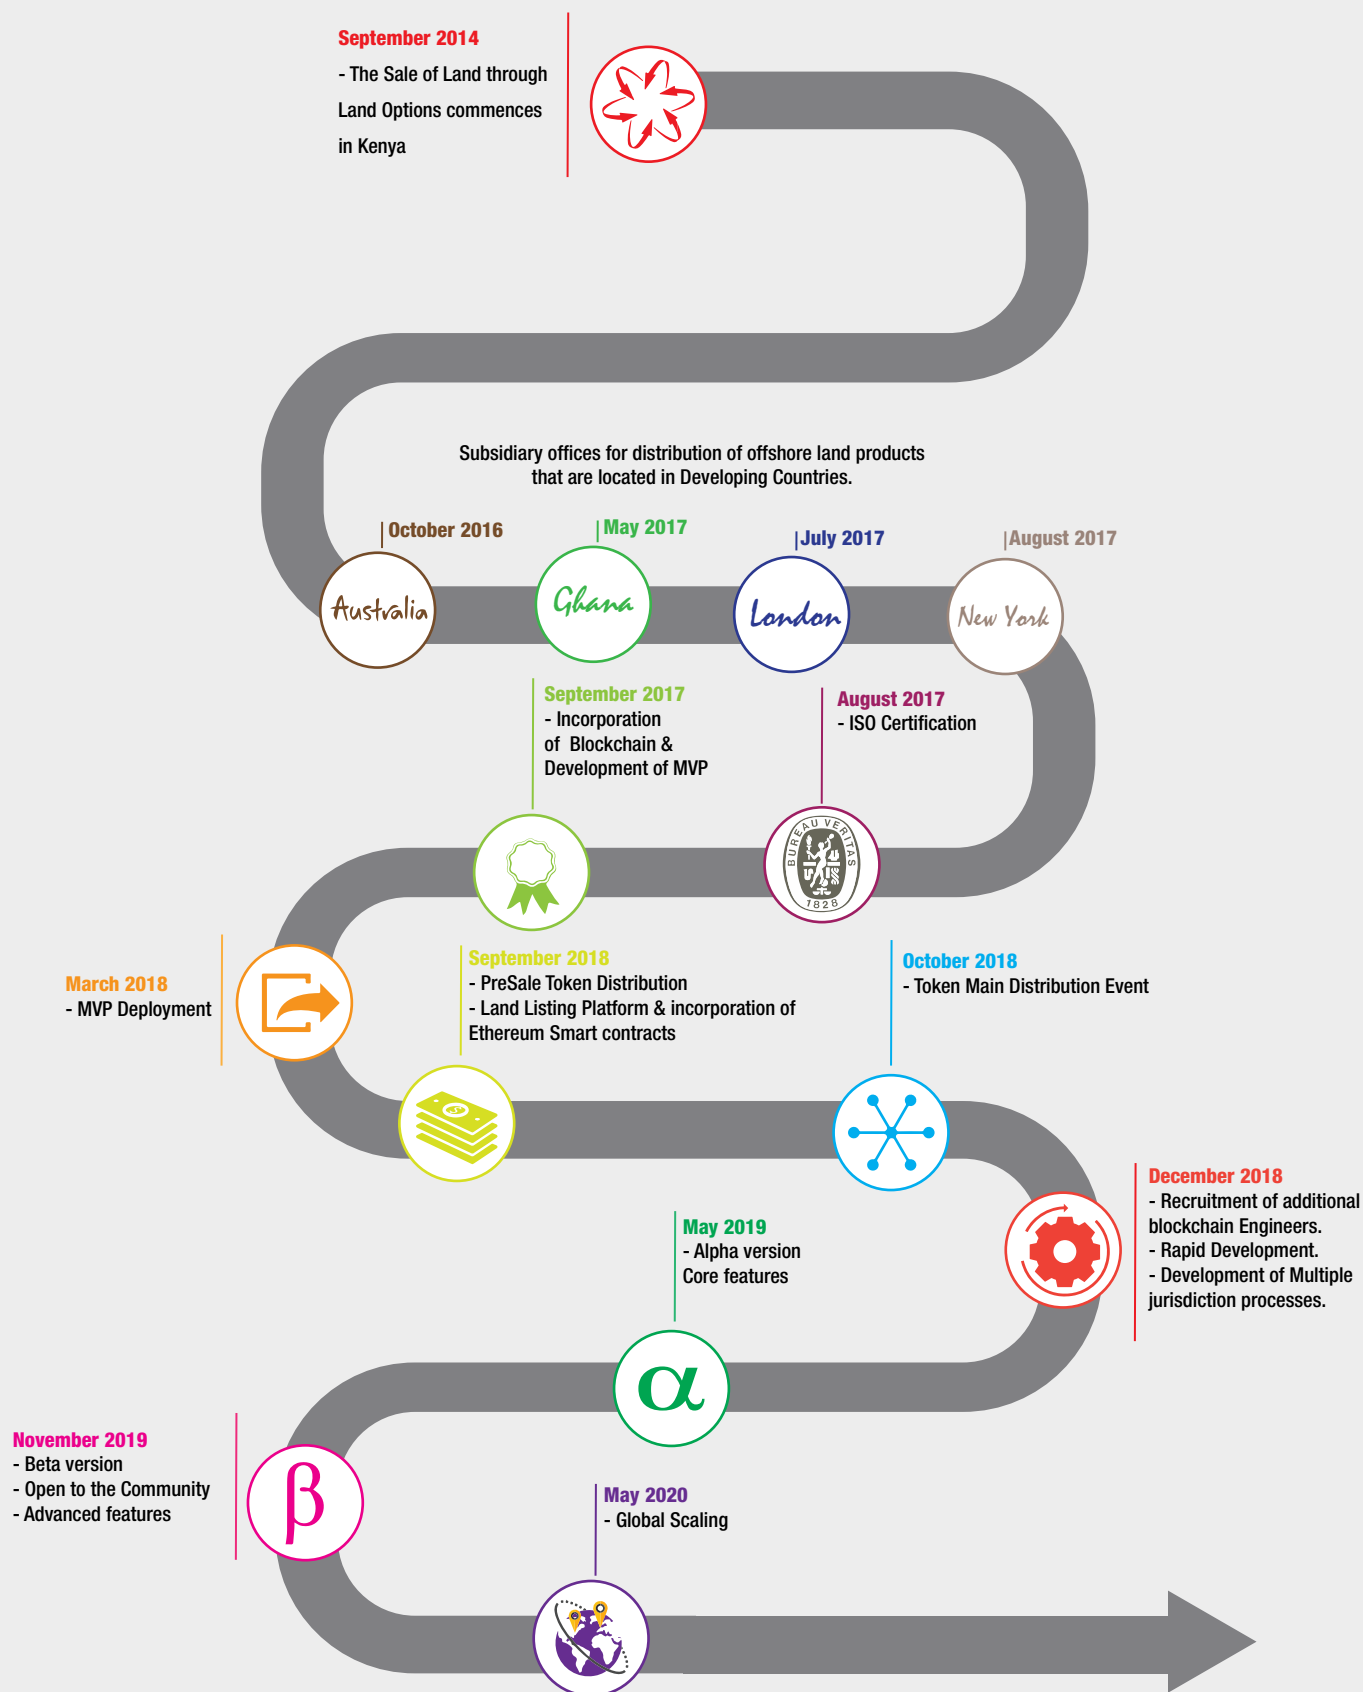 September 2014
- The Sale of Land through
Land Options commences
in Kenya
Subsidiary offices for distribution of offshore land products
that are located in Developing Countries.
October 2016
May 2017
July 2017
August 2017
Australia
Ghana
London
New York
September 2017
- Incorporation
of Blockchain &
Development of MVP
August 2017
- ISO Certification
BUREAU VERITAS
1828
March 2018
- MVP Deployment
September 2018
- PreSale Token Distribution
- Land Listing Platform & incorporation of
Ethereum Smart contracts
October 2018
- Token Main Distribution Event
December 2018
- Recruitment of additional
blockchain Engineers.
- Rapid Development.
- Development of Multiple
jurisdiction processes.
May 2019
- Alpha version
Core features
α
November 2019
- Beta version
- Open to the Community
- Advanced features
β
May 2020
- Global Scaling